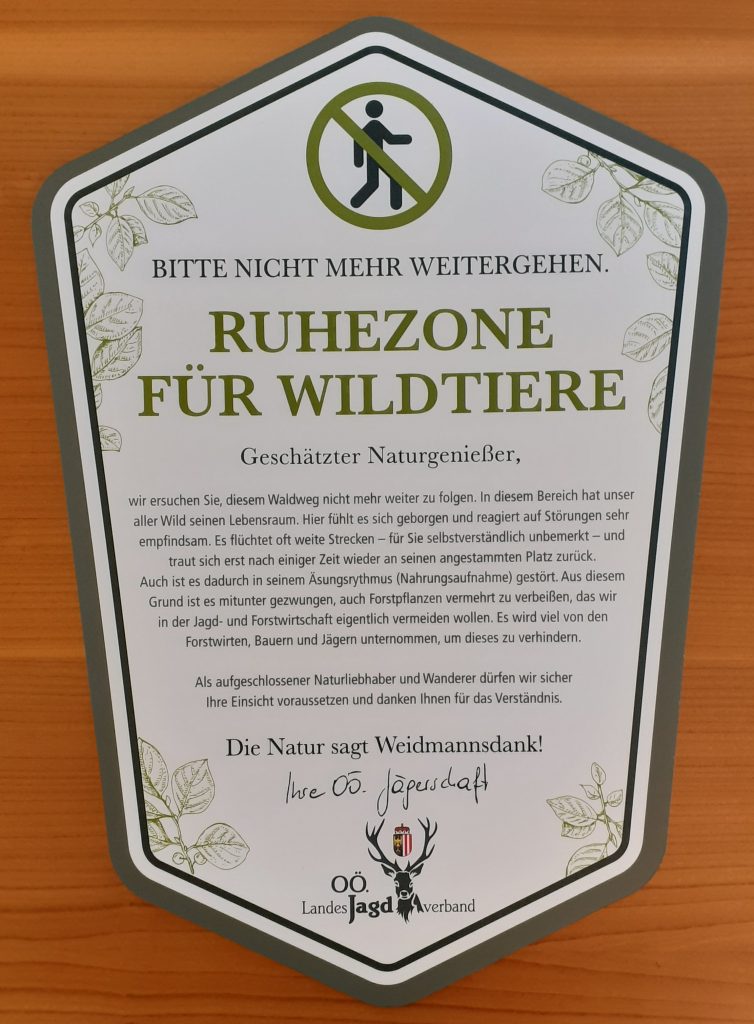 BITTE NICHT MEHR WEITERGEHEN.
RUHEZONE
FÜR WILDTIERE
Geschätzter Naturgenießer,
wir ersuchen Sie, diesem Waldweg nicht mehr weiter zu folgen. In diesem Bereich hat unser
aller Wild seinen Lebensraum. Hier fühlt es sich geborgen und reagiert auf Störungen sehr
empfindsam. Es flüchtet oft weite Strecken – für Sie selbstverständlich unbemerkt – und
traut sich erst nach einiger Zeit wieder an seinen angestammten Platz zurück.
Auch ist es dadurch in seinem Äsungsrythmus (Nahrungsaufnahme) gestört. Aus diesem
Grund ist es mitunter gezwungen, auch Forstpflanzen vermehrt zu verbeißen, das wir
in der Jagd- und Forstwirtschaft eigentlich vermeiden wollen. Es wird viel von den
Forstwirten, Bauern und Jägern unternommen, um dieses zu verhindern.
Als aufgeschlossener Naturliebhaber und Wanderer dürfen wir sicher
Ihre Einsicht voraussetzen und danken Ihnen für das Verständnis.
Die Natur sagt Weidmannsdank!
Ihre OÖ. Jägerschaft
OÖ.
LandesJagdverband